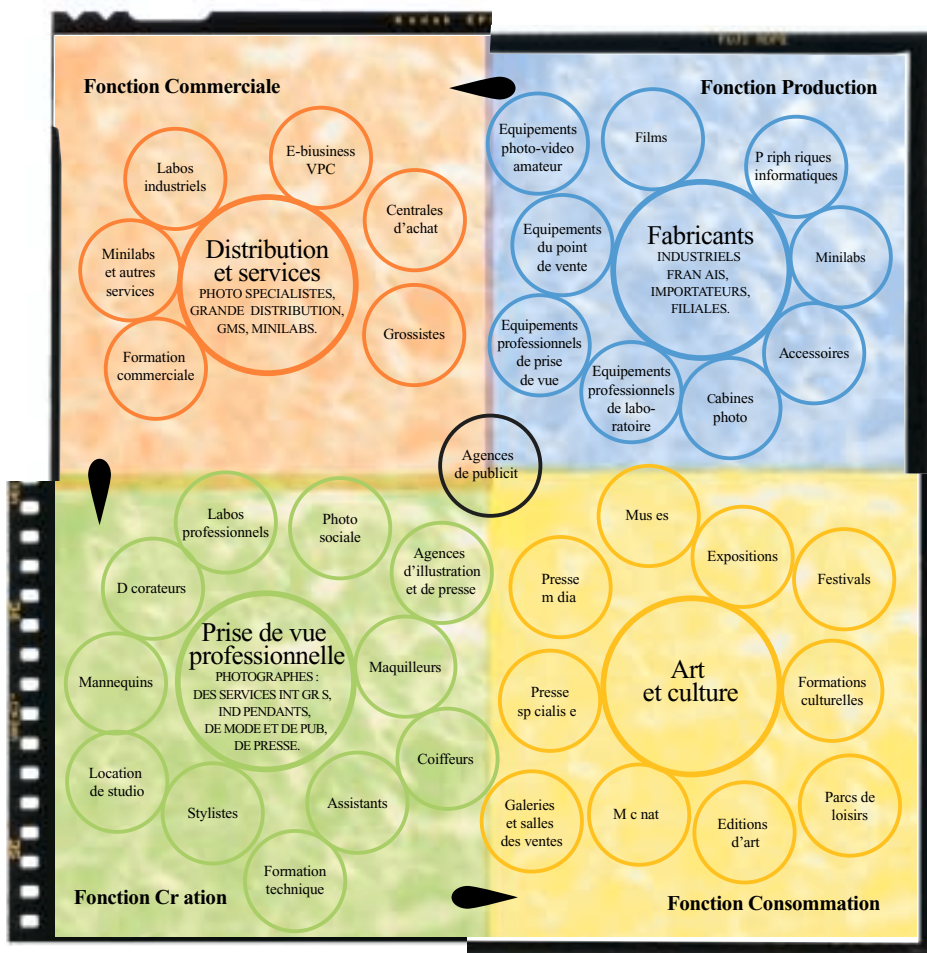 Kodak EP
FUJI
Fonction Commerciale
Labos
industriels
E-biusiness
VPC
Centrales
d’achat
Minilabs
et autres
services
Distribution
et services
PHOTO SPECIALISTES,
GRANDE DISTRIBUTION,
GMS, MINILABS.
Grossistes
Formation
commerciale
Fonction Production
Equipements
photo-video
amateur
Films
P riph riques
informatiques
Equipements
du point
de vente
Fabricants
INDUSTRIELS
FRAN AIS,
IMPORTATEURS,
FILIALES.
Minilabs
Equipements
professionnels
de prise
de vue
Equipements
professionnels
de labo-
ratoire
Cabines
photo
Accessoires
Agences
de publicit
Labos
professionnels
Photo
sociale
Agences
d’illustration
et de presse
D corateurs
Prise de vue
professionnelle
PHOTOGRAPHES :
DES SERVICES INT GR S,
IND PENDANTS,
DE MODE ET DE PUB,
DE PRESSE.
Maquilleurs
Mannequins
Coiffeurs
Location
de studio
Stylistes
Assistants
Formation
technique
Fonction Cr ation
Mus es
Expositions
Festivals
Presse
m dia
Art
et culture
Presse
sp cialis e
Formations
culturelles
Galeries
et salles
des ventes
M c nat
Editions
d’art
Parcs de
loisirs
Fonction Consommation